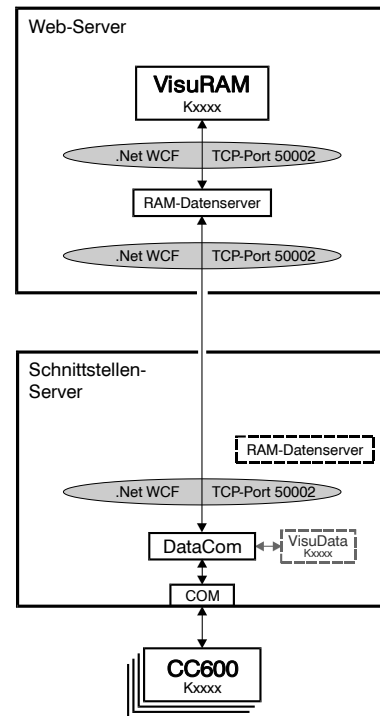 Web-Server
VisuRAM
Kxxxx
.Net WCF TCP-Port 50002
RAM-Datenserver
.Net WCF TCP-Port 50002
Schnittstellen-
Server
RAM-Datenserver
.Net WCF TCP-Port 50002
DataCom
VisuData
Kxxxx
COM
CC600
Kxxxx